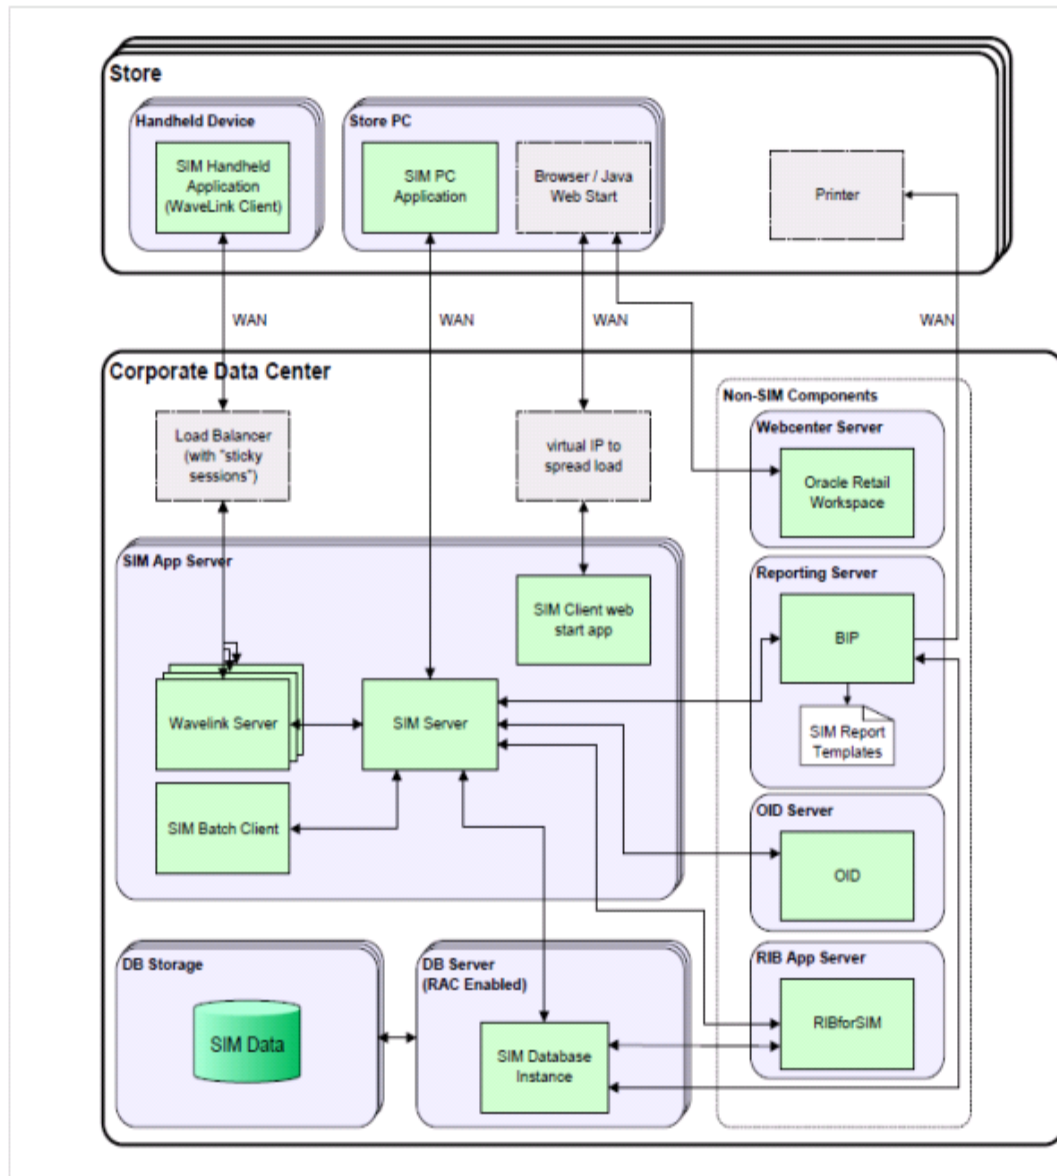 Store
Handheld Device
SIM Handheld
Application
(WaveLink Client)
Store PC
SIM PC
Application
Browser / Java
Web Start
Printer
WAN
WAN
WAN
WAN
Corporate Data Center
Load Balancer
(with "sticky
sessions")
virtual IP to
spread load
Non-SIM Components
Webcenter Server
Oracle Retail
Workspace
SIM App Server
SIM Client web
start app
Wavelink Server
SIM Server
SIM Batch Client
Reporting Server
BIP
SIM Report
Templates
OID Server
OID
RIB App Server
RIBforSIM
DB Storage
SIM Data
DB Server
(RAC Enabled)
SIM Database
Instance